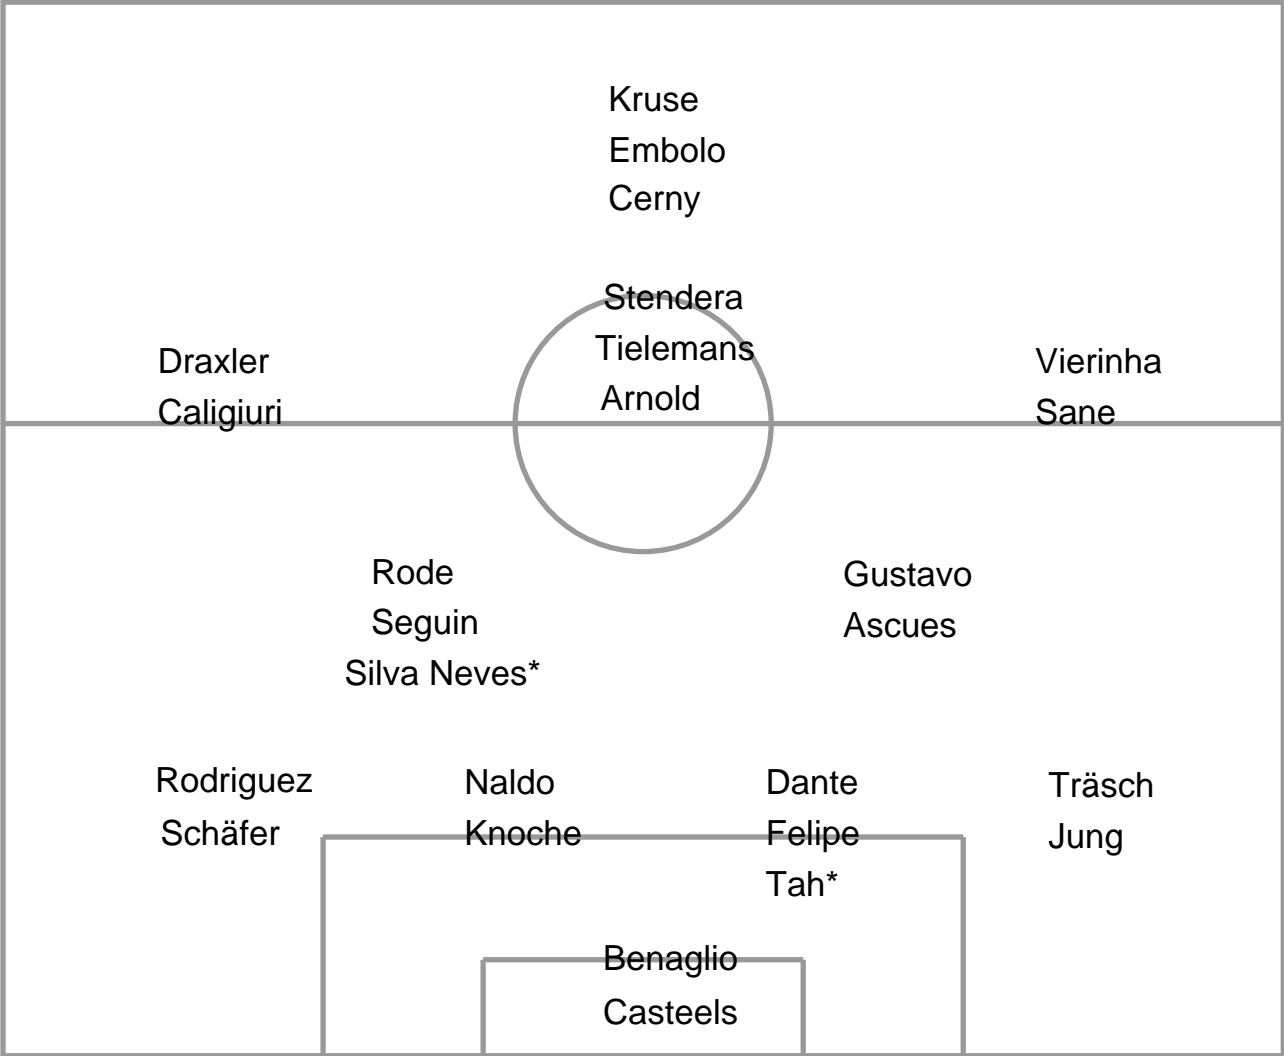 Kruse
Embolo
Cerny
Stendera
Tielemans
Arnold
Draxler
Caligiuri
Vierinha
Sane
Rode
Seguin
Silva Neves*
Gustavo
Ascues
Rodriguez
Schäfer
Naldo
Knoche
Dante
Felipe
Tah*
Träsch
Jung
Benaglio
Casteels